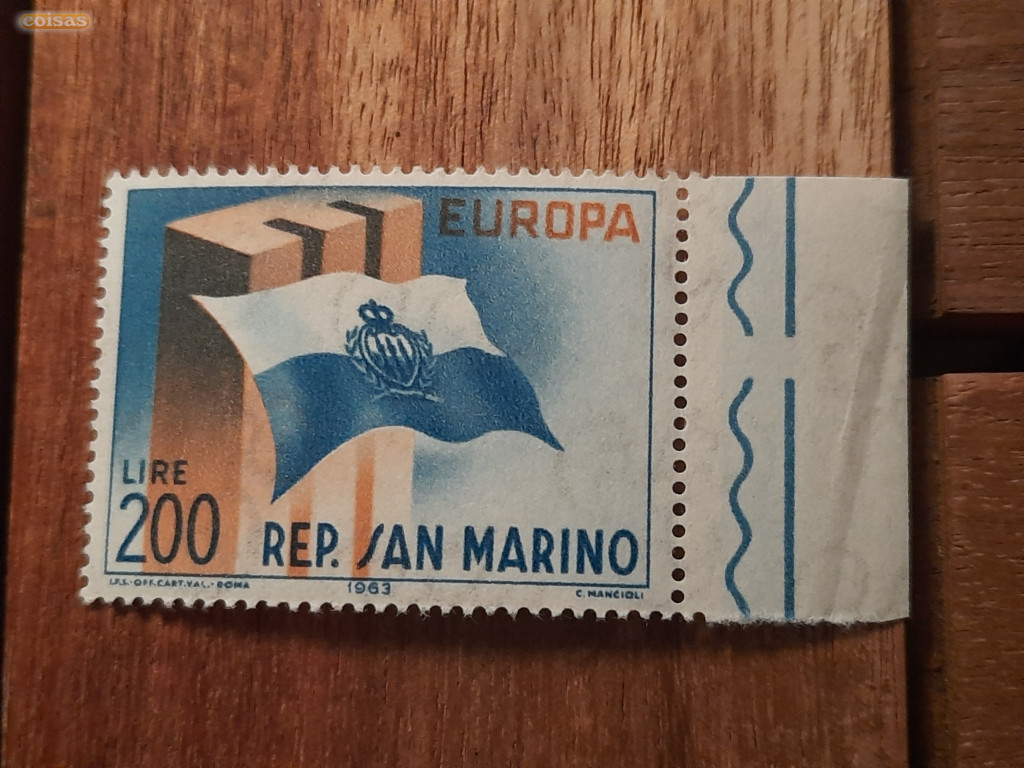 coisas
EUROPA
LIRE
200
REP. SAN MARINO
I.P.S.-OFF.CART.VAL.-ROMA 1963 C. MANCIOLI